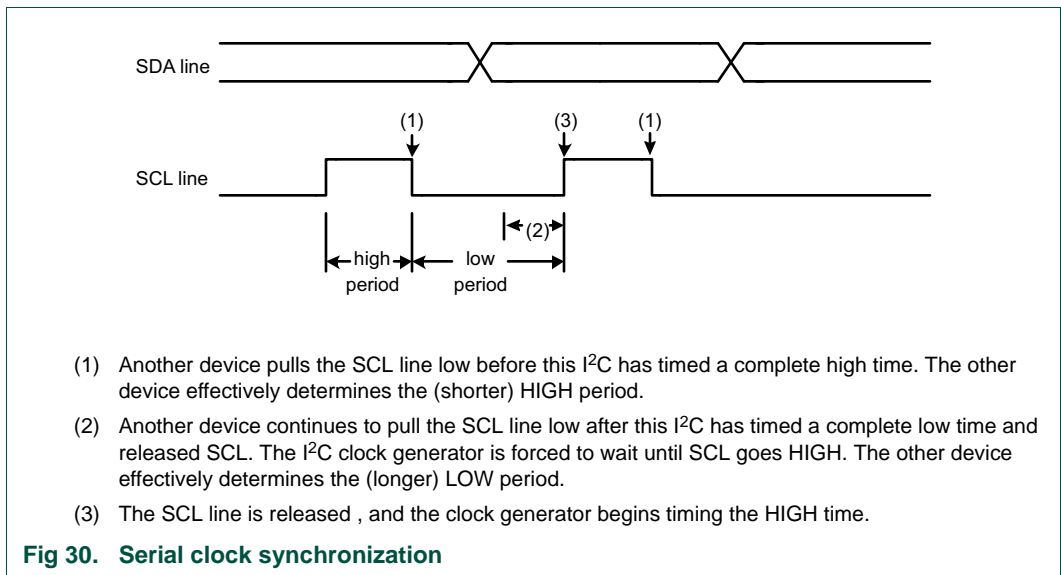 SDA line
(1) (3) (1)
SCL line
(2)
high low
period period
(1) Another device pulls the SCL line low before this I2C has timed a complete high time. The other
device effectively determines the (shorter) HIGH period.
(2) Another device continues to pull the SCL line low after this I2C has timed a complete low time and
released SCL. The I2C clock generator is forced to wait until SCL goes HIGH. The other device
effectively determines the (longer) LOW period.
(3) The SCL line is released , and the clock generator begins timing the HIGH time.
Fig 30. Serial clock synchronization